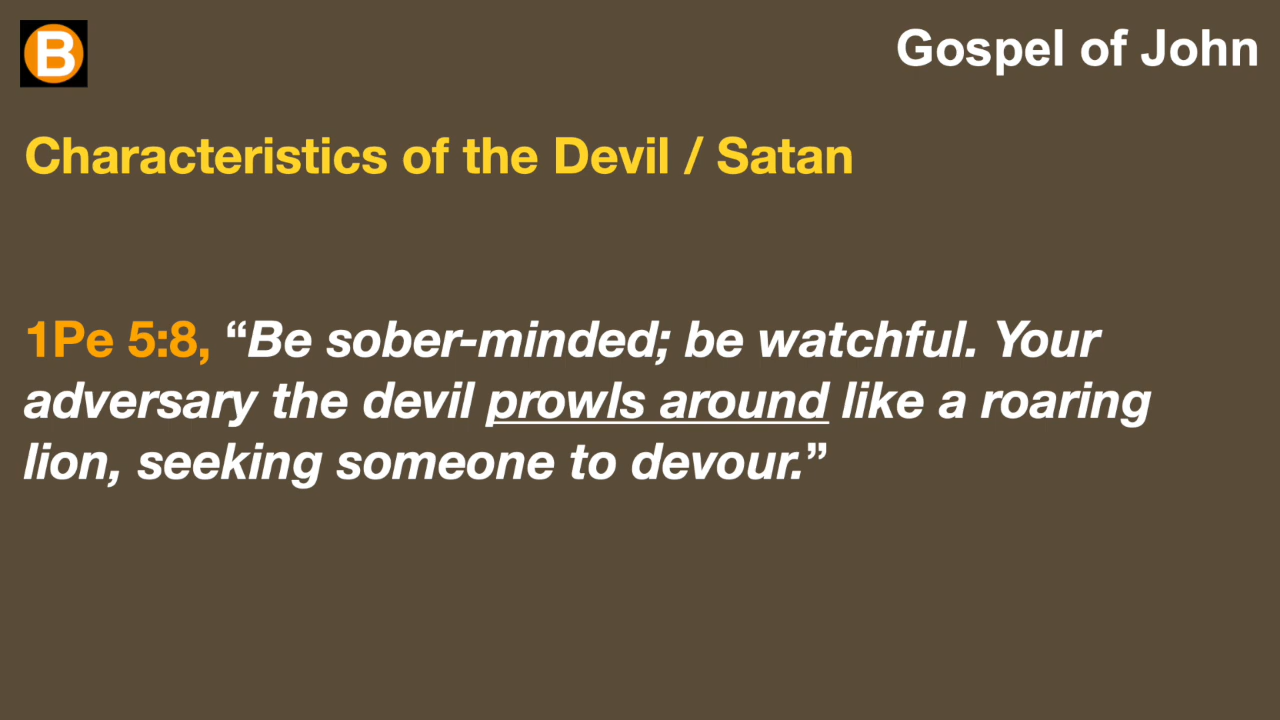 B
Gospel of John
Characteristics of the Devil / Satan
1Pe 5:8, “Be sober-minded; be watchful. Your
adversary the devil prowls around like a roaring
lion, seeking someone to devour.”